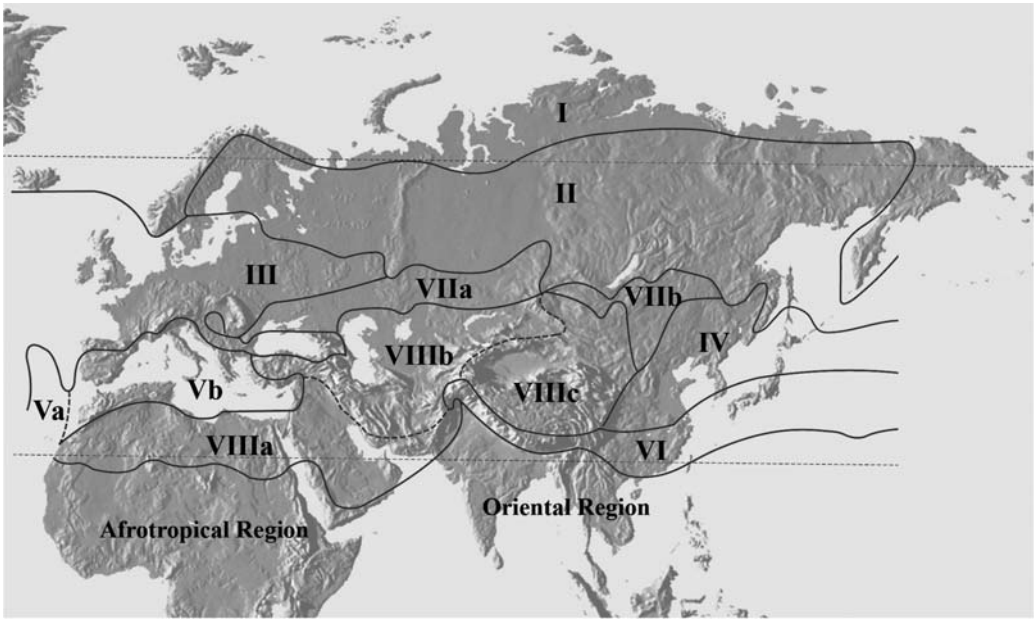 I
II
III
VIIa
VIIb
IV
VIIIb
Vb
VIIIc
Va
VIIIa
VI
Oriental Region
Afrotropical Region